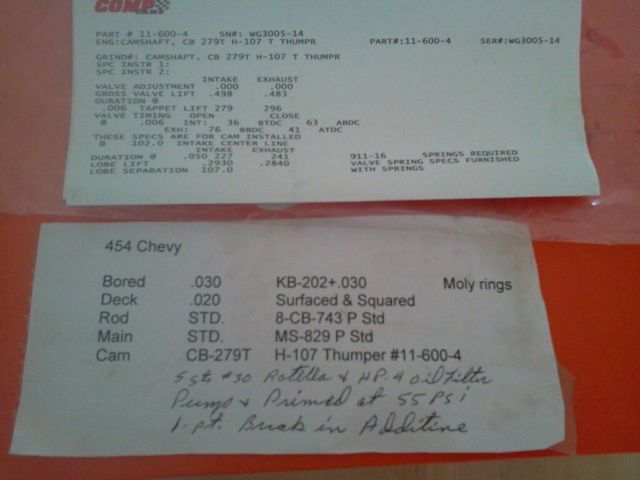 COMP
CAMS
PART # 11-600-4 SN#: WG3005-14
ENG:CAMSHAFT, CB 279T H-107 T THUMPR PART#:11-600-4 SER#:WG3005-14
GRIND#: CAMSHAFT, CB 279T H-107 T THUMPR
SPC INSTR 1:
SPC INSTR 2:
INTAKE EXHAUST
VALVE ADJUSTMENT .000 .000
GROSS VALVE LIFT .498 .483
DURATION @
.006 TAPPET LIFT 279 296
VALVE TIMING OPEN CLOSE
@ .006 INT: 36 BTDC 63 ABDC
EXH: 76 BBDC 41 ATDC
THESE SPECS ARE FOR CAM INSTALLED
@ 102.0 INTAKE CENTER LINE
INTAKE EXHAUST
DURATION @ .050 227 241 911-16 SPRINGS REQUIRED
LOBE LIFT .2930 .2840 VALVE SPRING SPECS FURNISHED
LOBE SEPARATION 107.0 WITH SPRINGS
454 Chevy
Bored .030 KB-202+.030 Moly rings
Deck .020 Surfaced & Squared
Rod STD. 8-CB-743 P Std
Main STD. MS-829 P Std
Cam CB-279T H-107 Thumper #11-600-4
5 qts #30 Rotella & HP-4 oil Filter
Pump & Primed at 55 PSI
1-pt. Break in Additive